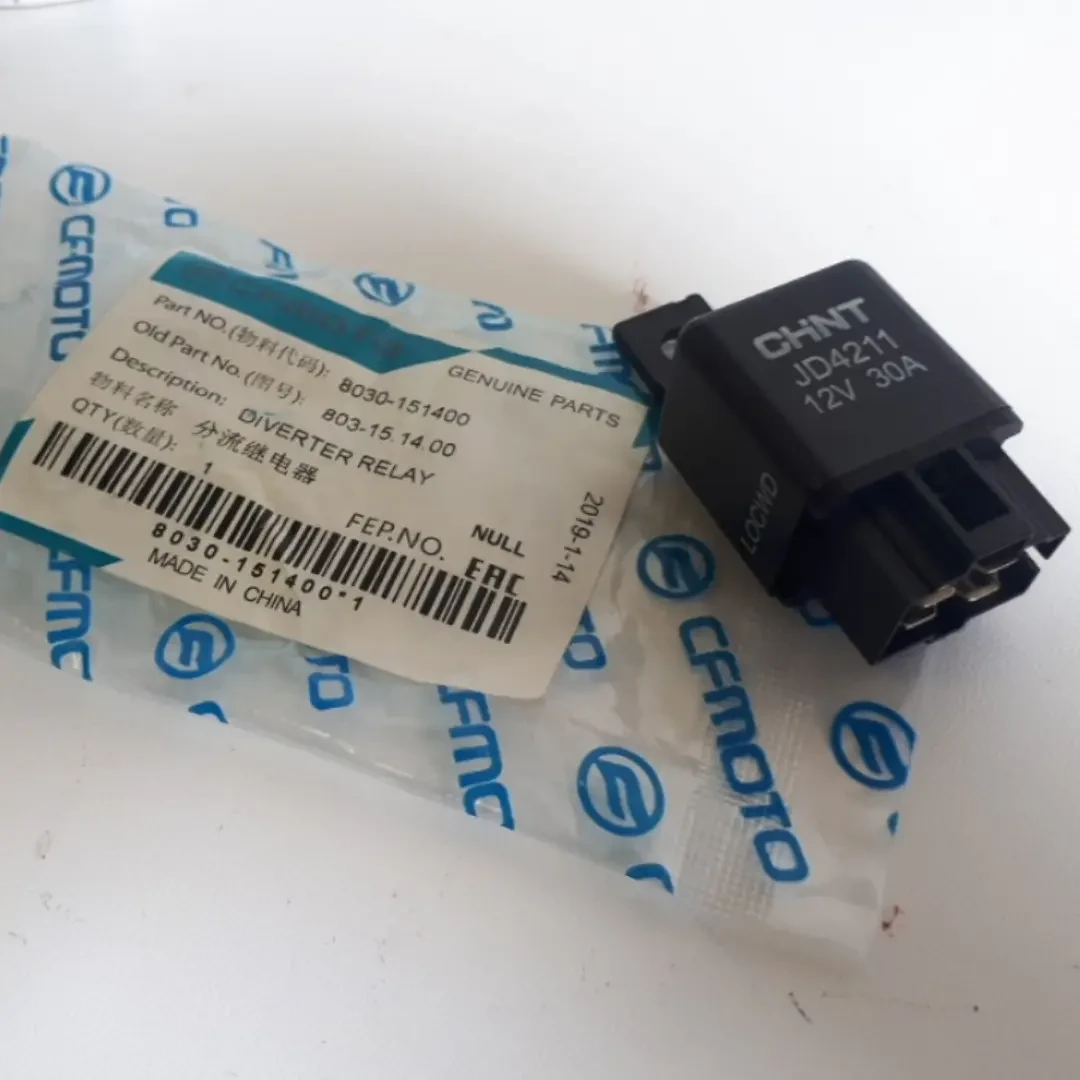 CFMOTO
GENUINE PARTS
Part NO.(物料代码): 8030-151400
Old Part No.(图号): 803-15.14.00
Description: DIVERTER RELAY
物料名称 分流继电器
QTY(数量): 1
FEP.NO. NULL
2019-1-14
8030-151400*1
EAC
MADE IN CHINA
CHNT
JD4211
12V 30A
CFMOTO
CFMOTO